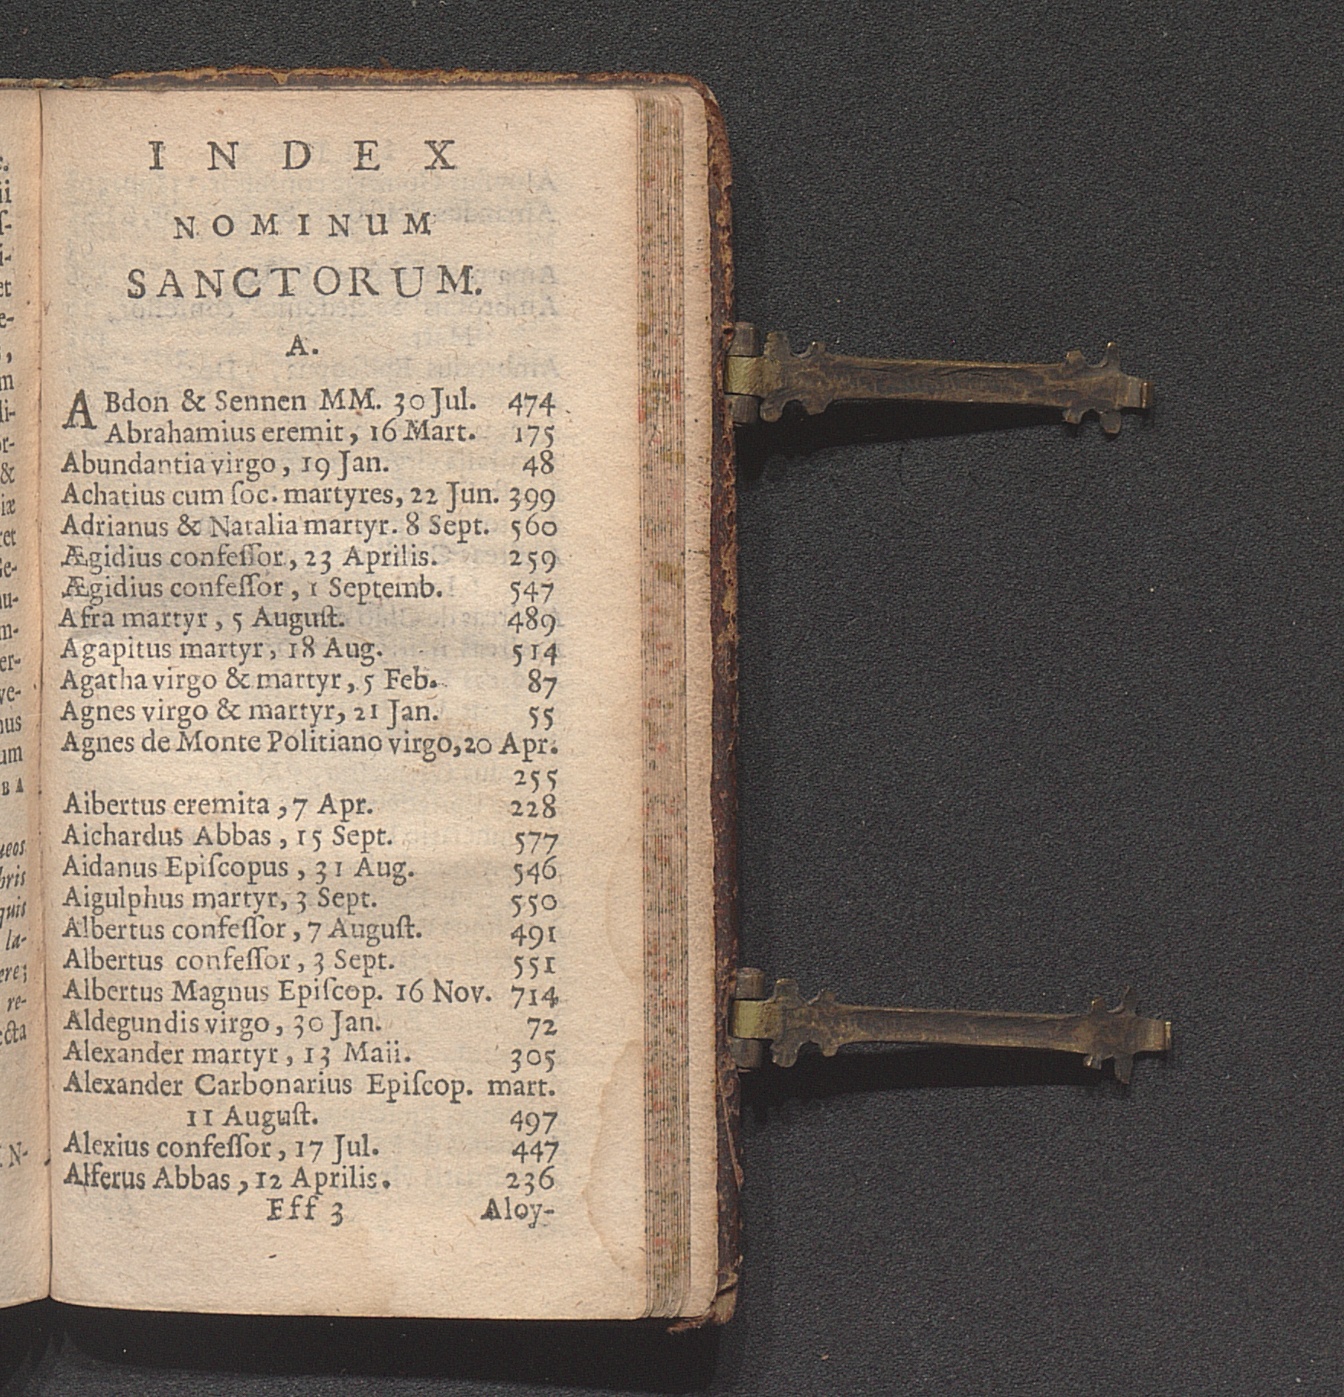 INDEX
NOMINUM
SANCTORUM.
A.
ABdon & Sennen MM. 30 Jul. 474
Abrahamius eremit, 16 Mart. 175
Abundantia virgo, 19 Jan. 48
Achatius cum ſoc. martyres, 22 Jun. 399
Adrianus & Natalia martyr. 8 Sept. 560
Ægidius confeſſor, 23 Aprilis. 259
Ægidius confeſſor, 1 Septemb. 547
Afra martyr, 5 Auguſt. 489
Agapitus martyr, 18 Aug. 514
Agatha virgo & martyr, 5 Feb. 87
Agnes virgo & martyr, 21 Jan. 55
Agnes de Monte Politiano virgo, 20 Apr.
255
Aibertus eremita, 7 Apr. 228
Aichardus Abbas, 15 Sept. 577
Aidanus Epiſcopus, 31 Aug. 546
Aigulphus martyr, 3 Sept. 550
Albertus confeſſor, 7 Auguſt. 491
Albertus confeſſor, 3 Sept. 551
Albertus Magnus Epiſcop. 16 Nov. 714
Aldegundis virgo, 30 Jan. 72
Alexander martyr, 13 Maii. 305
Alexander Carbonarius Epiſcop. mart.
11 Auguſt. 497
Alexius confeſſor, 17 Jul. 447
Alferus Abbas, 12 Aprilis. 236
Eff 3 Aloy-